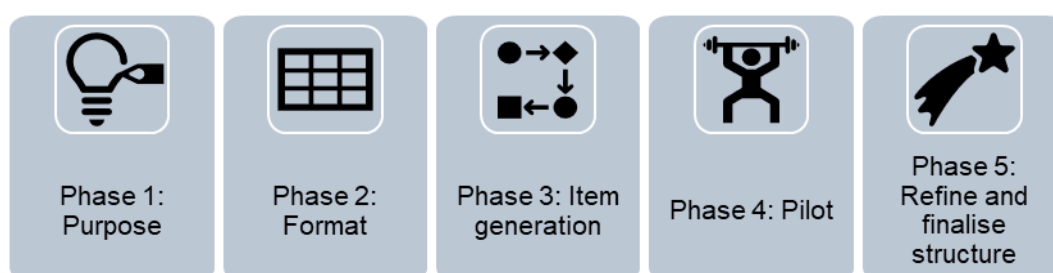 Phase 1:
Purpose
Phase 2:
Format
Phase 3: Item
generation
Phase 4: Pilot
Phase 5:
Refine and
finalise
structure